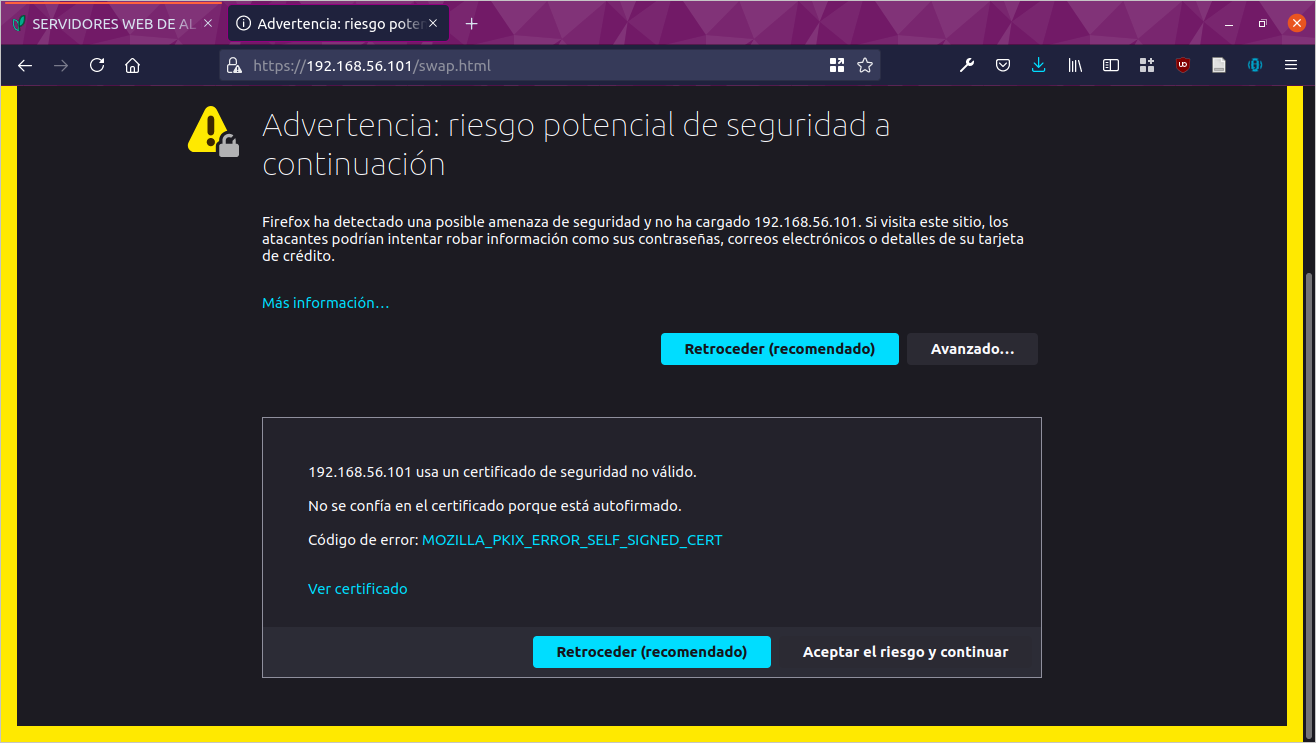 SERVIDORES WEB DE AL
Advertencia: riesgo poten
https://192.168.56.101/swap.html
Advertencia: riesgo potencial de seguridad a
continuación
Firefox ha detectado una posible amenaza de seguridad y no ha cargado 192.168.56.101. Si visita este sitio, los
atacantes podrían intentar robar información como sus contraseñas, correos electrónicos o detalles de su tarjeta
de crédito.
Más información…
Retroceder (recomendado) Avanzado…
192.168.56.101 usa un certificado de seguridad no válido.
No se confía en el certificado porque está autofirmado.
Código de error: MOZILLA_PKIX_ERROR_SELF_SIGNED_CERT
Ver certificado
Retroceder (recomendado) Aceptar el riesgo y continuar